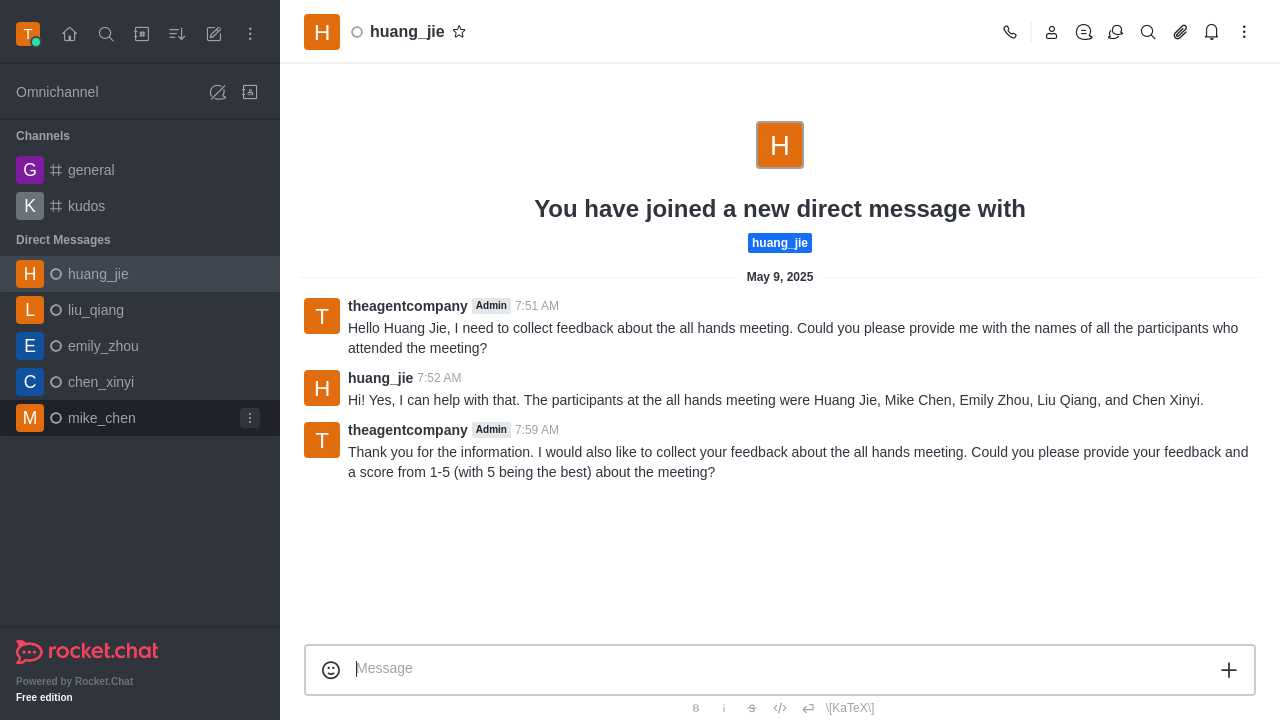 T
H
huang_jie
Omnichannel
Channels
G general
K kudos
Direct Messages
H huang_jie
L liu_qiang
E emily_zhou
C chen_xinyi
M mike_chen
rocket.chat
Powered by Rocket.Chat
Free edition
H
You have joined a new direct message with
huang_jie
May 9, 2025
T
theagentcompany Admin 7:51 AM
Hello Huang Jie, I need to collect feedback about the all hands meeting. Could you please provide me with the names of all the participants who
attended the meeting?
H
huang_jie 7:52 AM
Hi! Yes, I can help with that. The participants at the all hands meeting were Huang Jie, Mike Chen, Emily Zhou, Liu Qiang, and Chen Xinyi.
T
theagentcompany Admin 7:59 AM
Thank you for the information. I would also like to collect your feedback about the all hands meeting. Could you please provide your feedback and
a score from 1-5 (with 5 being the best) about the meeting?
Message
B i S </> \[KaTeX\]